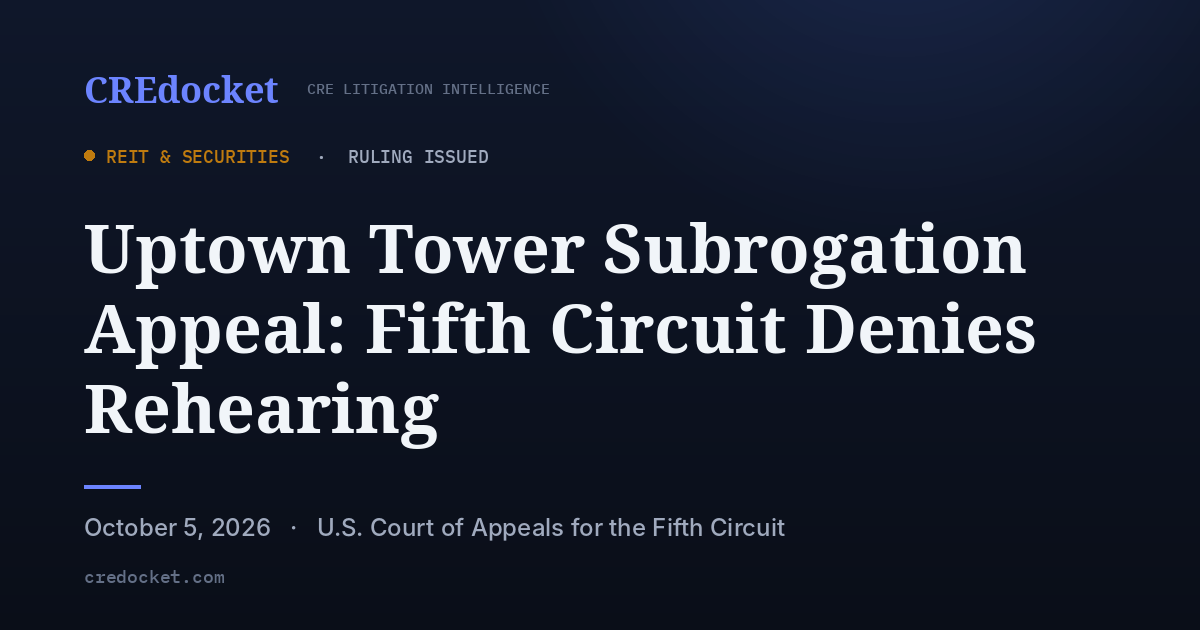 CREdocket CRE LITIGATION INTELLIGENCE
REIT & SECURITIES · RULING ISSUED
Uptown Tower Subrogation
Appeal: Fifth Circuit Denies
Rehearing
October 5, 2026 · U.S. Court of Appeals for the Fifth Circuit
credocket.com